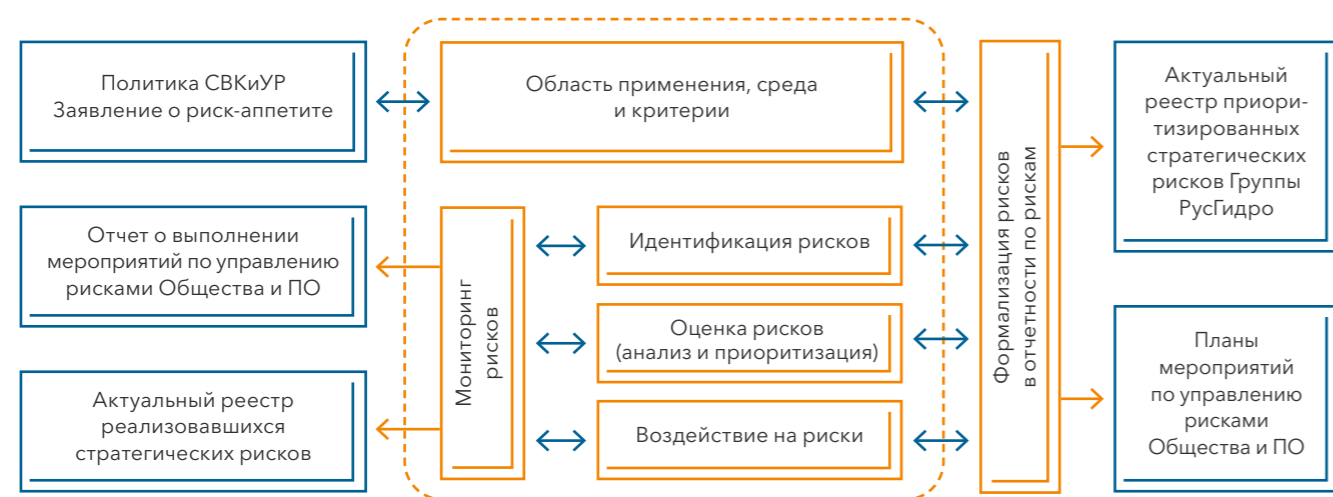 Политика СВКиУР
Заявление о риск-аппетите
Область применения, среда
и критерии
Актуальный
реестр приори-
тизированных
стратегических
рисков Группы
РусГидро
Формализация рисков
в отчетности по рискам
Отчет о выполнении
мероприятий по управлению
рисками Общества и ПО
Мониторинг
рисков
Идентификация рисков
Оценка рисков
(анализ и приоритизация)
Воздействие на риски
Актуальный реестр
реализовавшихся
стратегических рисков
Планы
мероприятий
по управлению
рисками
Общества и ПО